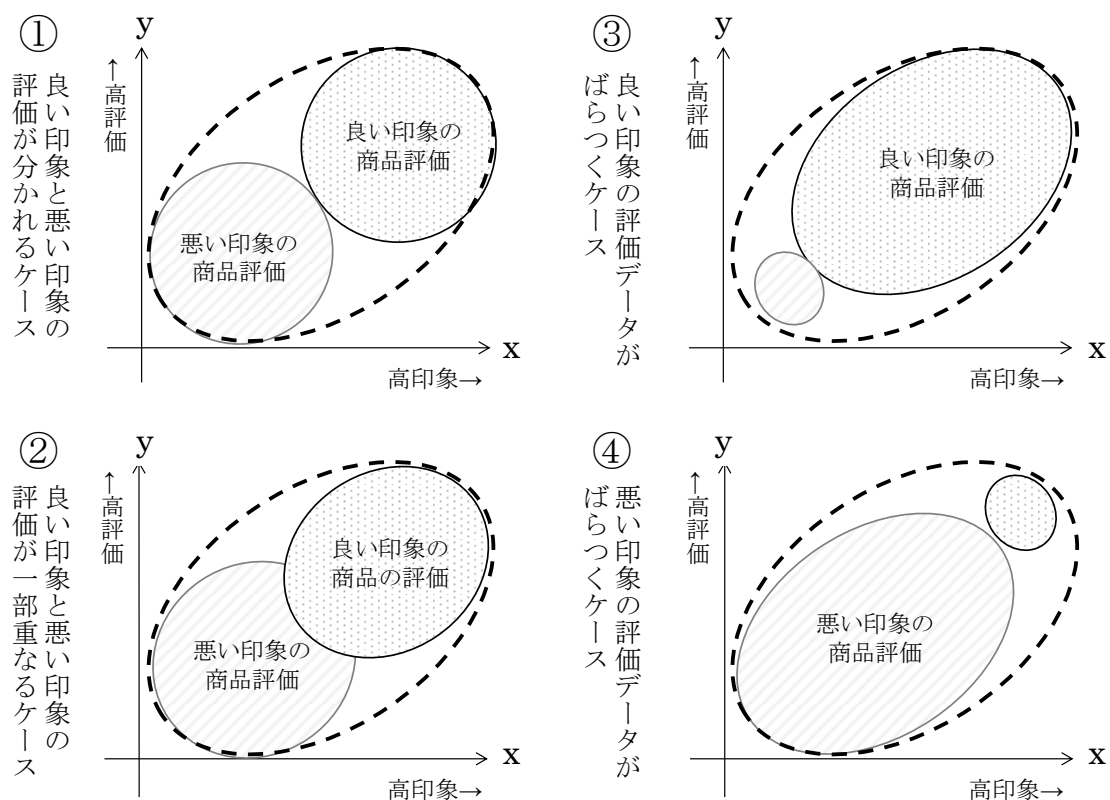 ①
良い印象と悪い印象の
評価が分かれるケース
y
←高評価
良い印象の
商品評価
悪い印象の
商品評価
x
高印象→
②
良い印象と悪い印象の
評価が一部重なるケース
y
←高評価
良い印象の
商品の評価
悪い印象の
商品評価
x
高印象→
③
良い印象の評価データが
ばらつくケース
y
←高評価
良い印象の
商品評価
x
高印象→
④
悪い印象の評価データが
ばらつくケース
y
←高評価
悪い印象の
商品評価
x
高印象→